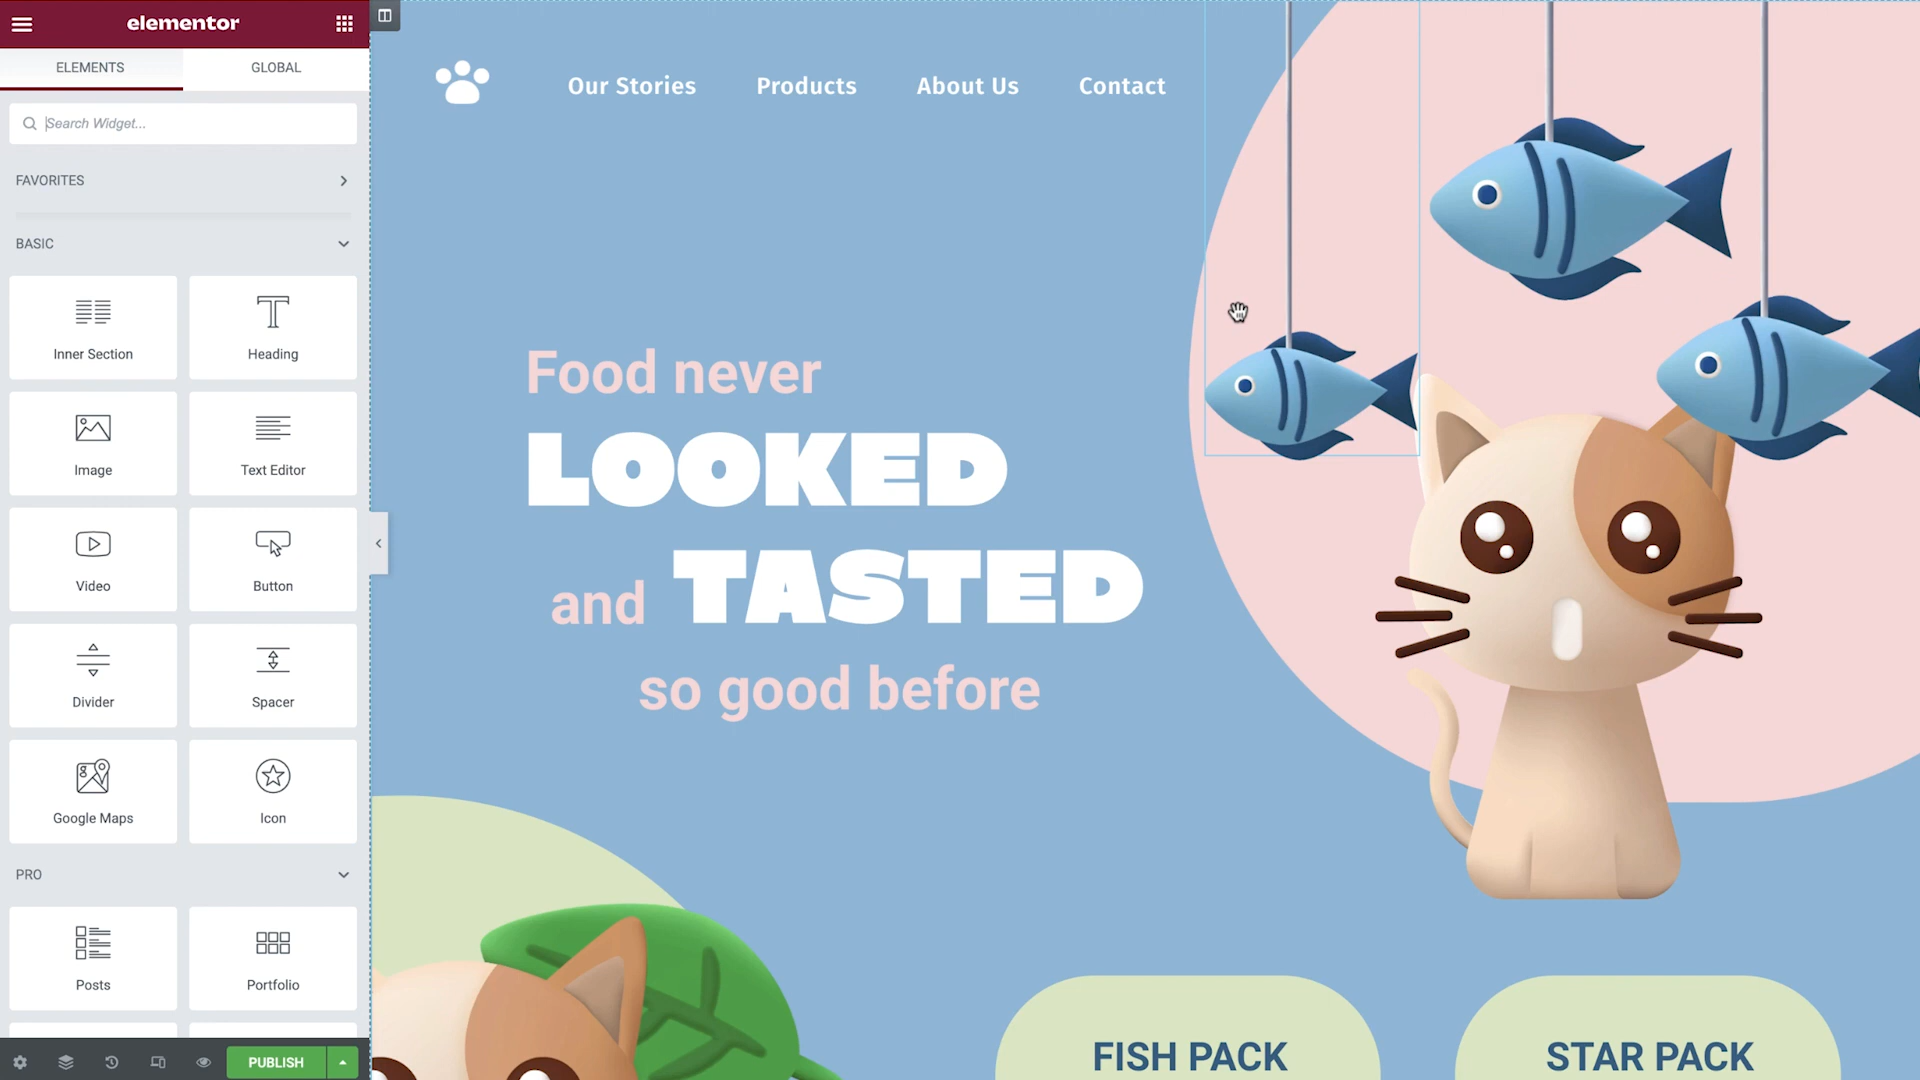 elementor
ELEMENTS
GLOBAL
Search Widget...
FAVORITES
BASIC
Inner Section
Heading
Image
Text Editor
Video
Button
Divider
Spacer
Google Maps
Icon
PRO
Posts
Portfolio
PUBLISH
Our Stories
Products
About Us
Contact
Food never
LOOKED
and TASTED
so good before
FISH PACK
STAR PACK